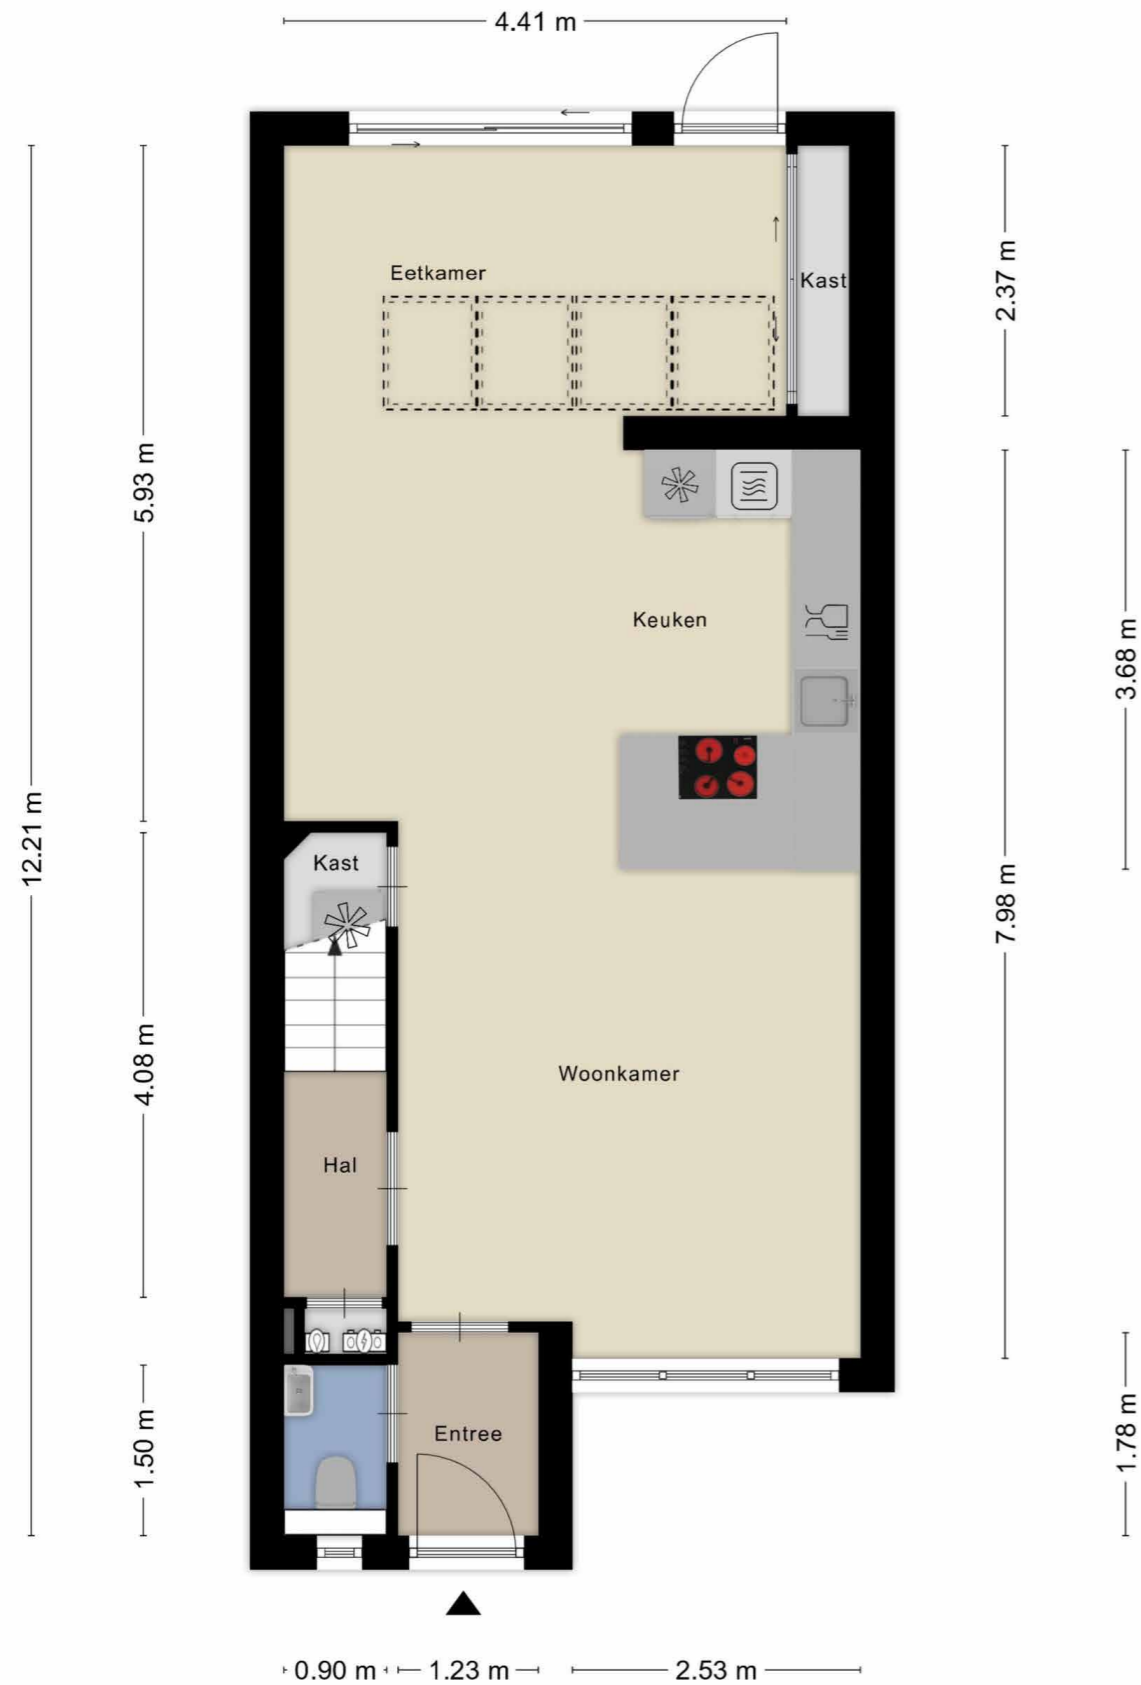 4.41 m
Eetkamer
Kast
2.37 m
5.93 m
Keuken
3.68 m
12.21 m
Kast
7.98 m
4.08 m
Woonkamer
Hal
1.50 m
Entree
1.78 m
0.90 m
1.23 m
2.53 m